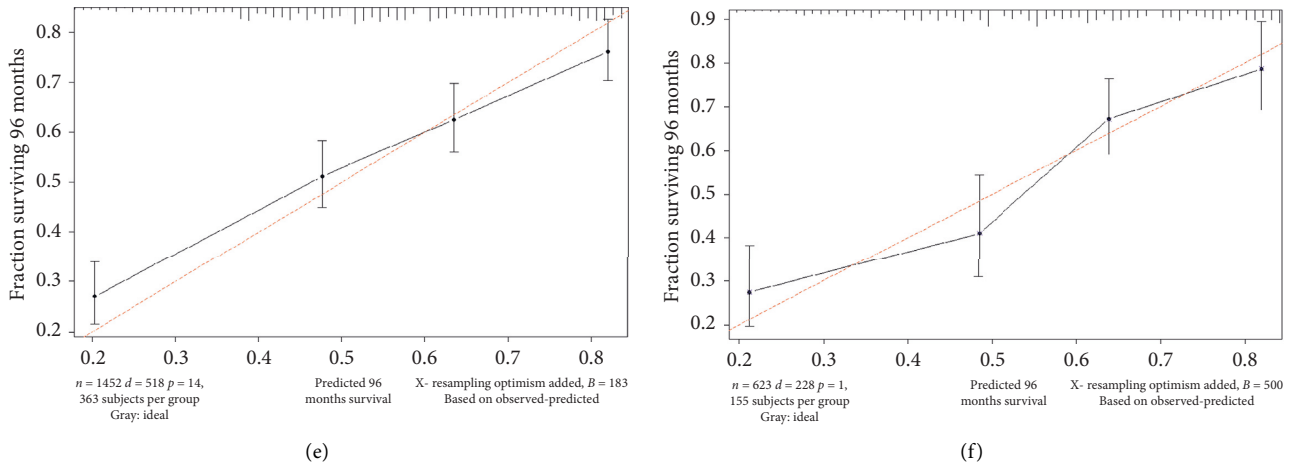 Fraction surviving 96 months
0.8
0.7
0.6
0.5
0.4
0.3
0.2
0.2 0.3 0.4 0.5 0.6 0.7 0.8
n = 1452 d = 518 p = 14,
363 subjects per group
Gray: ideal
Predicted 96
months survival
X- resampling optimism added, B = 183
Based on observed-predicted
(e)
Fraction surviving 96 months
0.9
0.8
0.7
0.6
0.5
0.4
0.3
0.2
0.2 0.3 0.4 0.5 0.6 0.7 0.8
n = 623 d = 228 p = 1,
155 subjects per group
Gray: ideal
Predicted 96
months survival
X- resampling optimism added, B = 500
Based on observed-predicted
(f)